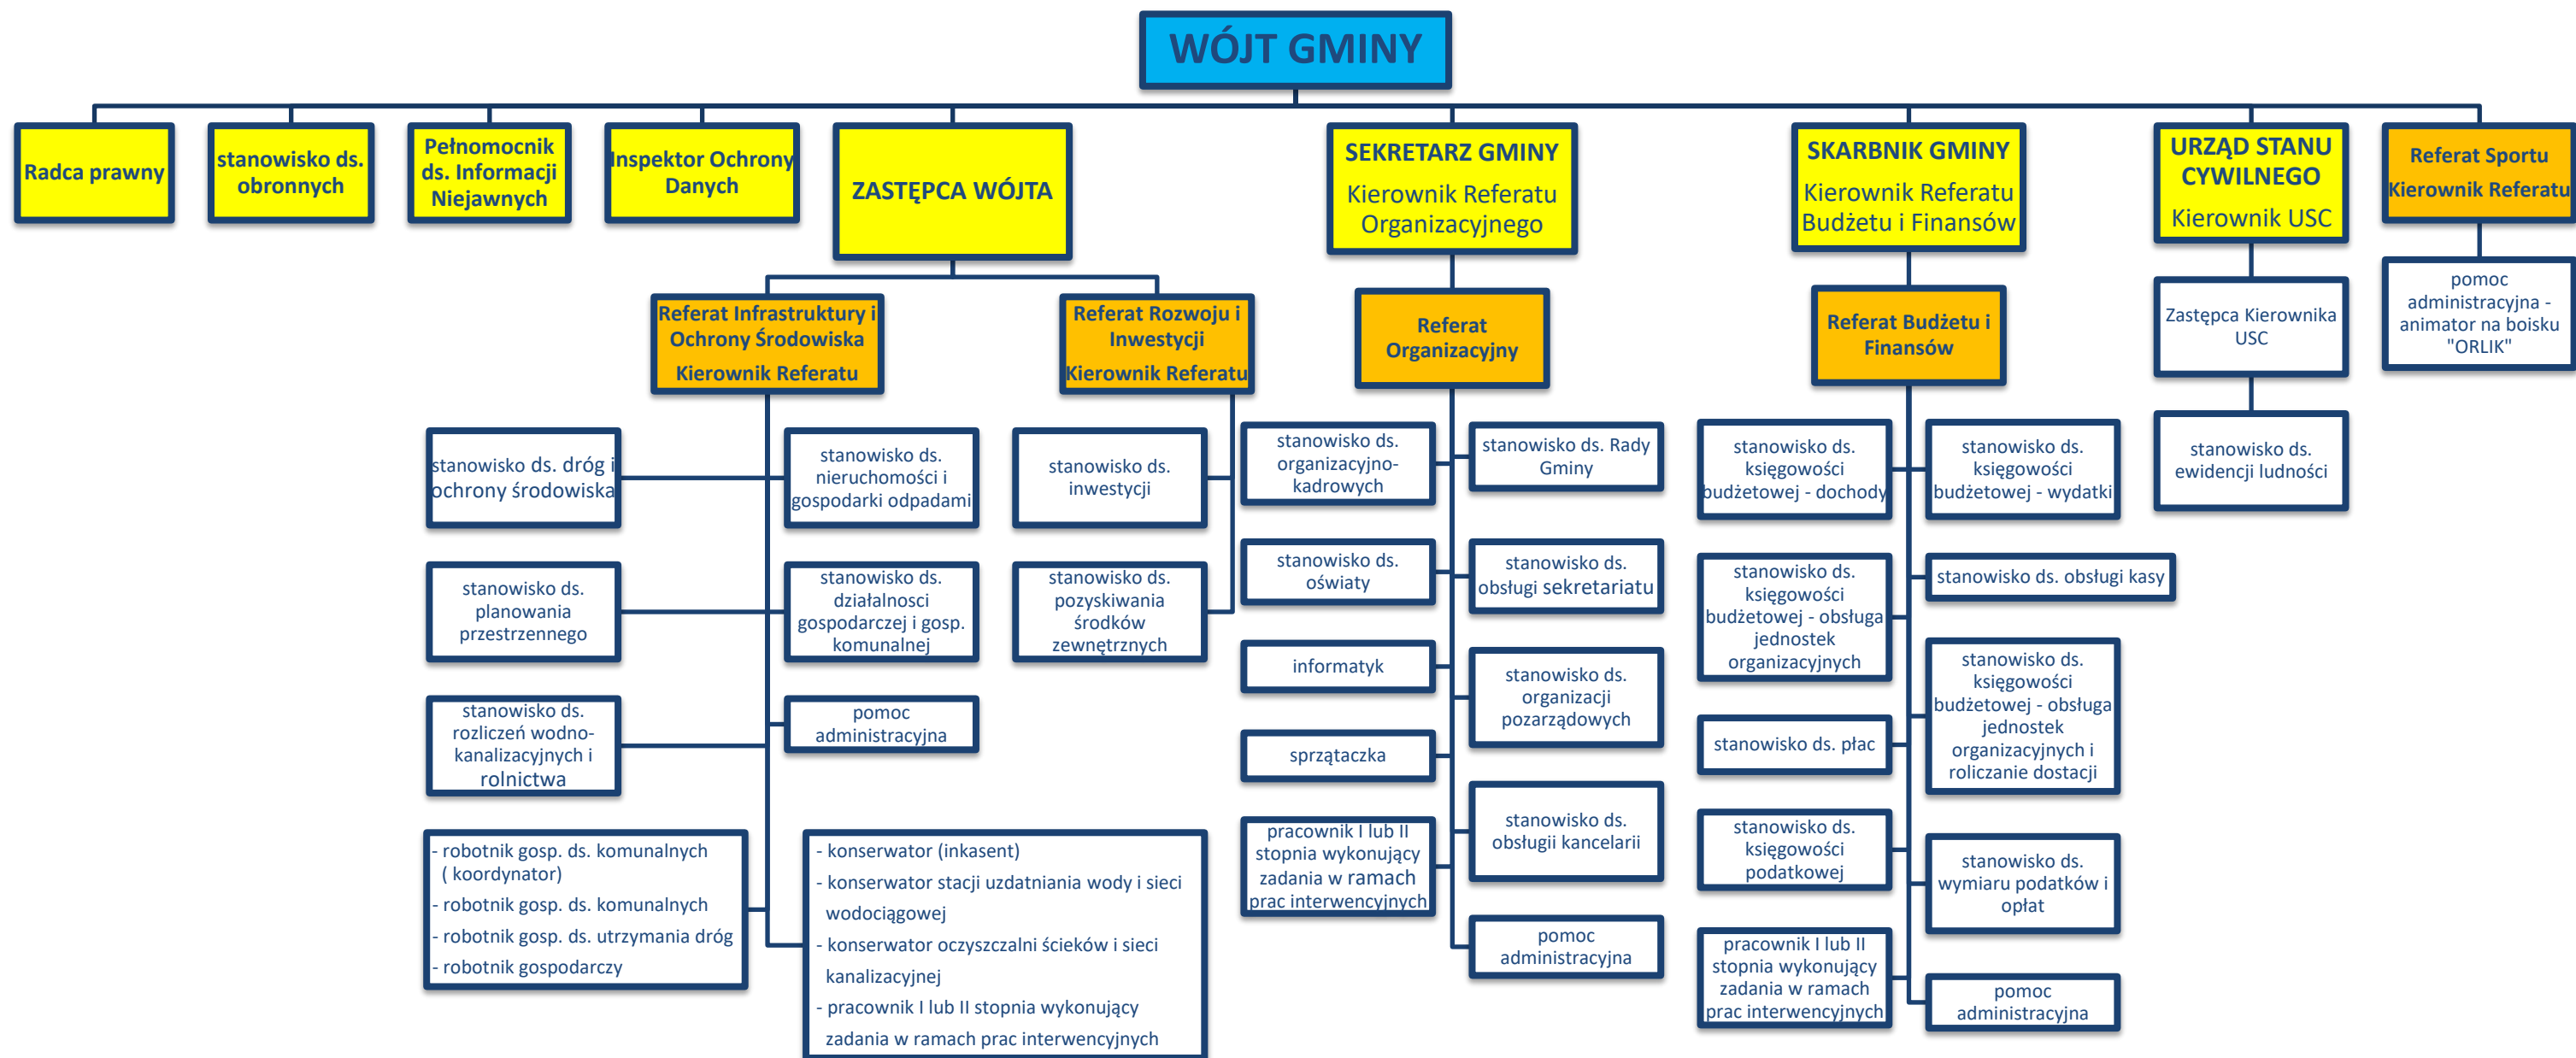 WÓJT GMINY
Radca prawny
stanowisko ds.
obronnych
Pełnomocnik
ds. Informacji
Niejawnych
Inspektor Ochrony
Danych
ZASTĘPCA WÓJTA
SEKRETARZ GMINY
Kierownik Referatu
Organizacyjnego
SKARBNIK GMINY
Kierownik Referatu
Budżetu i Finansów
URZĄD STANU
CYWILNEGO
Kierownik USC
Referat Sportu
Kierownik Referatu
Referat Infrastruktury i
Ochrony Środowiska
Kierownik Referatu
Referat Rozwoju i
Inwestycji
Kierownik Referatu
Referat
Organizacyjny
Referat Budżetu i
Finansów
Zastępca Kierownika
USC
pomoc
administracyjna -
animator na boisku
"ORLIK"
stanowisko ds. dróg i
ochrony środowiska
stanowisko ds.
nieruchomości i
gospodarki odpadami
stanowisko ds.
inwestycji
stanowisko ds.
organizacyjno-
kadrowych
stanowisko ds. Rady
Gminy
stanowisko ds.
księgowości
budżetowej - dochody
stanowisko ds.
księgowości
budżetowej - wydatki
stanowisko ds.
ewidencji ludności
stanowisko ds.
planowania
przestrzennego
stanowisko ds.
działalnosci
gospodarczej i gosp.
komunalnej
stanowisko ds.
pozyskiwania
środków
zewnętrznych
stanowisko ds.
oświaty
stanowisko ds.
obsługi sekretariatu
stanowisko ds.
księgowości
budżetowej - obsługa
jednostek
organizacyjnych
stanowisko ds. obsługi kasy
stanowisko ds.
rozliczeń wodno-
kanalizacyjnych i
rolnictwa
pomoc
administracyjna
informatyk
stanowisko ds.
organizacji
pozarządowych
stanowisko ds. płac
stanowisko ds.
księgowości
budżetowej - obsługa
jednostek
organizacyjnych i
roliczanie dostacji
sprzątaczka
stanowisko ds.
obsługii kancelarii
stanowisko ds.
księgowości
podatkowej
stanowisko ds.
wymiaru podatków i
opłat
- robotnik gosp. ds. komunalnych
( koordynator)
- robotnik gosp. ds. komunalnych
- robotnik gosp. ds. utrzymania dróg
- robotnik gospodarczy
- konserwator (inkasent)
- konserwator stacji uzdatniania wody i sieci
wodociągowej
- konserwator oczyszczalni ścieków i sieci
kanalizacyjnej
- pracownik I lub II stopnia wykonujący
zadania w ramach prac interwencyjnych
pracownik I lub II
stopnia wykonujący
zadania w ramach
prac interwencyjnych
pomoc
administracyjna
pracownik I lub II
stopnia wykonujący
zadania w ramach
prac interwencyjnych
pomoc
administracyjna